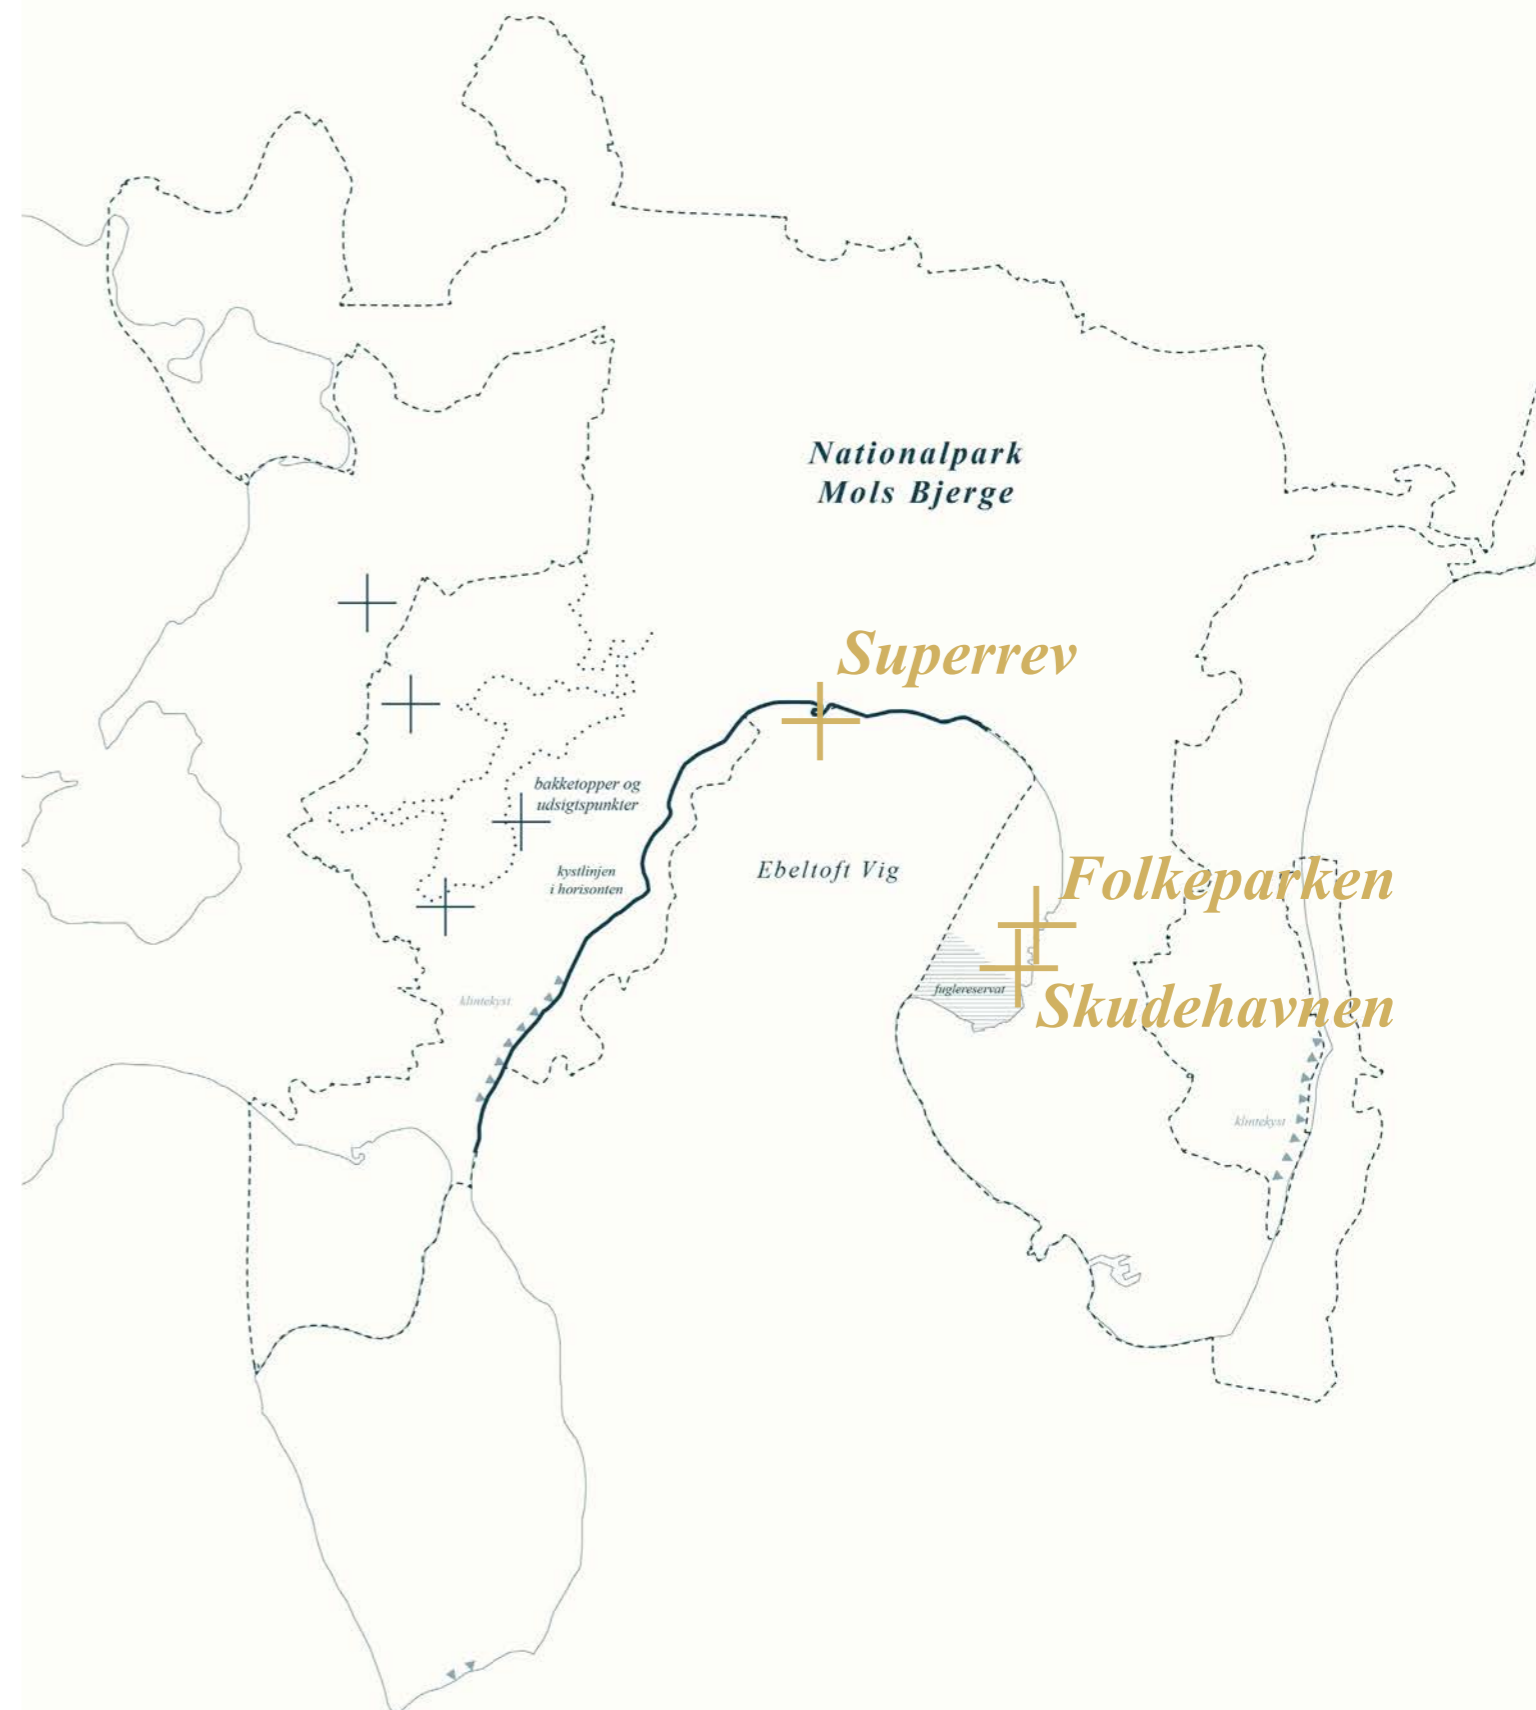 Nationalpark
Mols Bjerge
Superrev
bakketopper og
udsigtspunkter
kystlinjen
i horisonten
Ebeltoft Vig
Folkeparken
klintekyst
fuglereservat
Skudehavnen
klintekyst